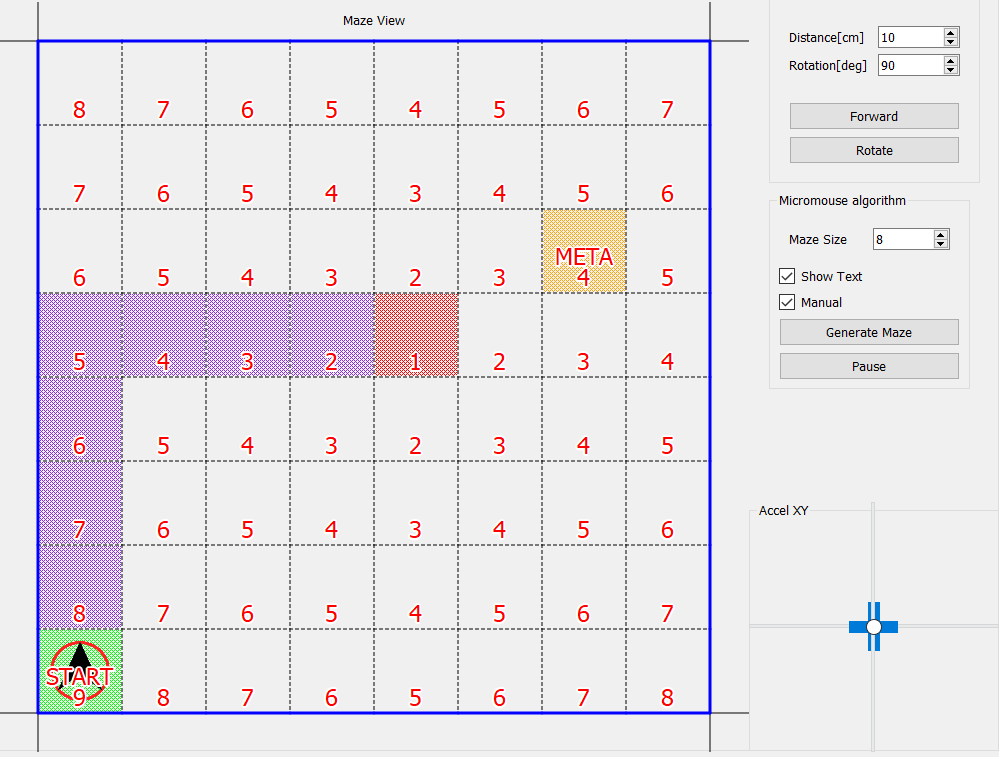 Maze View
8 7 6 5 4 5 6 7
7 6 5 4 3 4 5 6
META
6 5 4 3 2 3 4 5
5 4 3 2 1 2 3 4
6 5 4 3 2 3 4 5
7 6 5 4 3 4 5 6
8 7 6 5 4 5 6 7
START
9 8 7 6 5 6 7 8
Distance[cm] 10
Rotation[deg] 90
Forward
Rotate
Micromouse algorithm
Maze Size 8
Show Text
Manual
Generate Maze
Pause
Accel XY